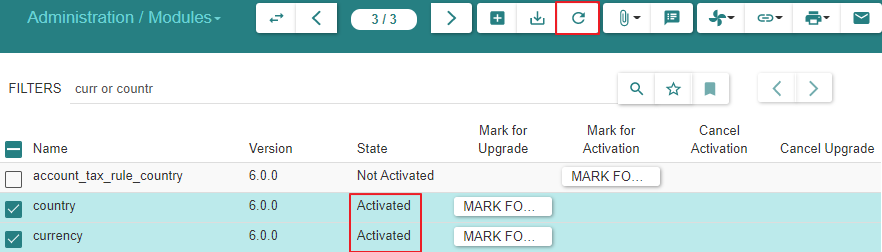 Administration / Modules
3 / 3
FILTERS curr or countr
Name Version State Mark for Upgrade Mark for Activation Cancel Activation Cancel Upgrade
account_tax_rule_country 6.0.0 Not Activated MARK FO...
country 6.0.0 Activated MARK FO...
currency 6.0.0 Activated MARK FO...